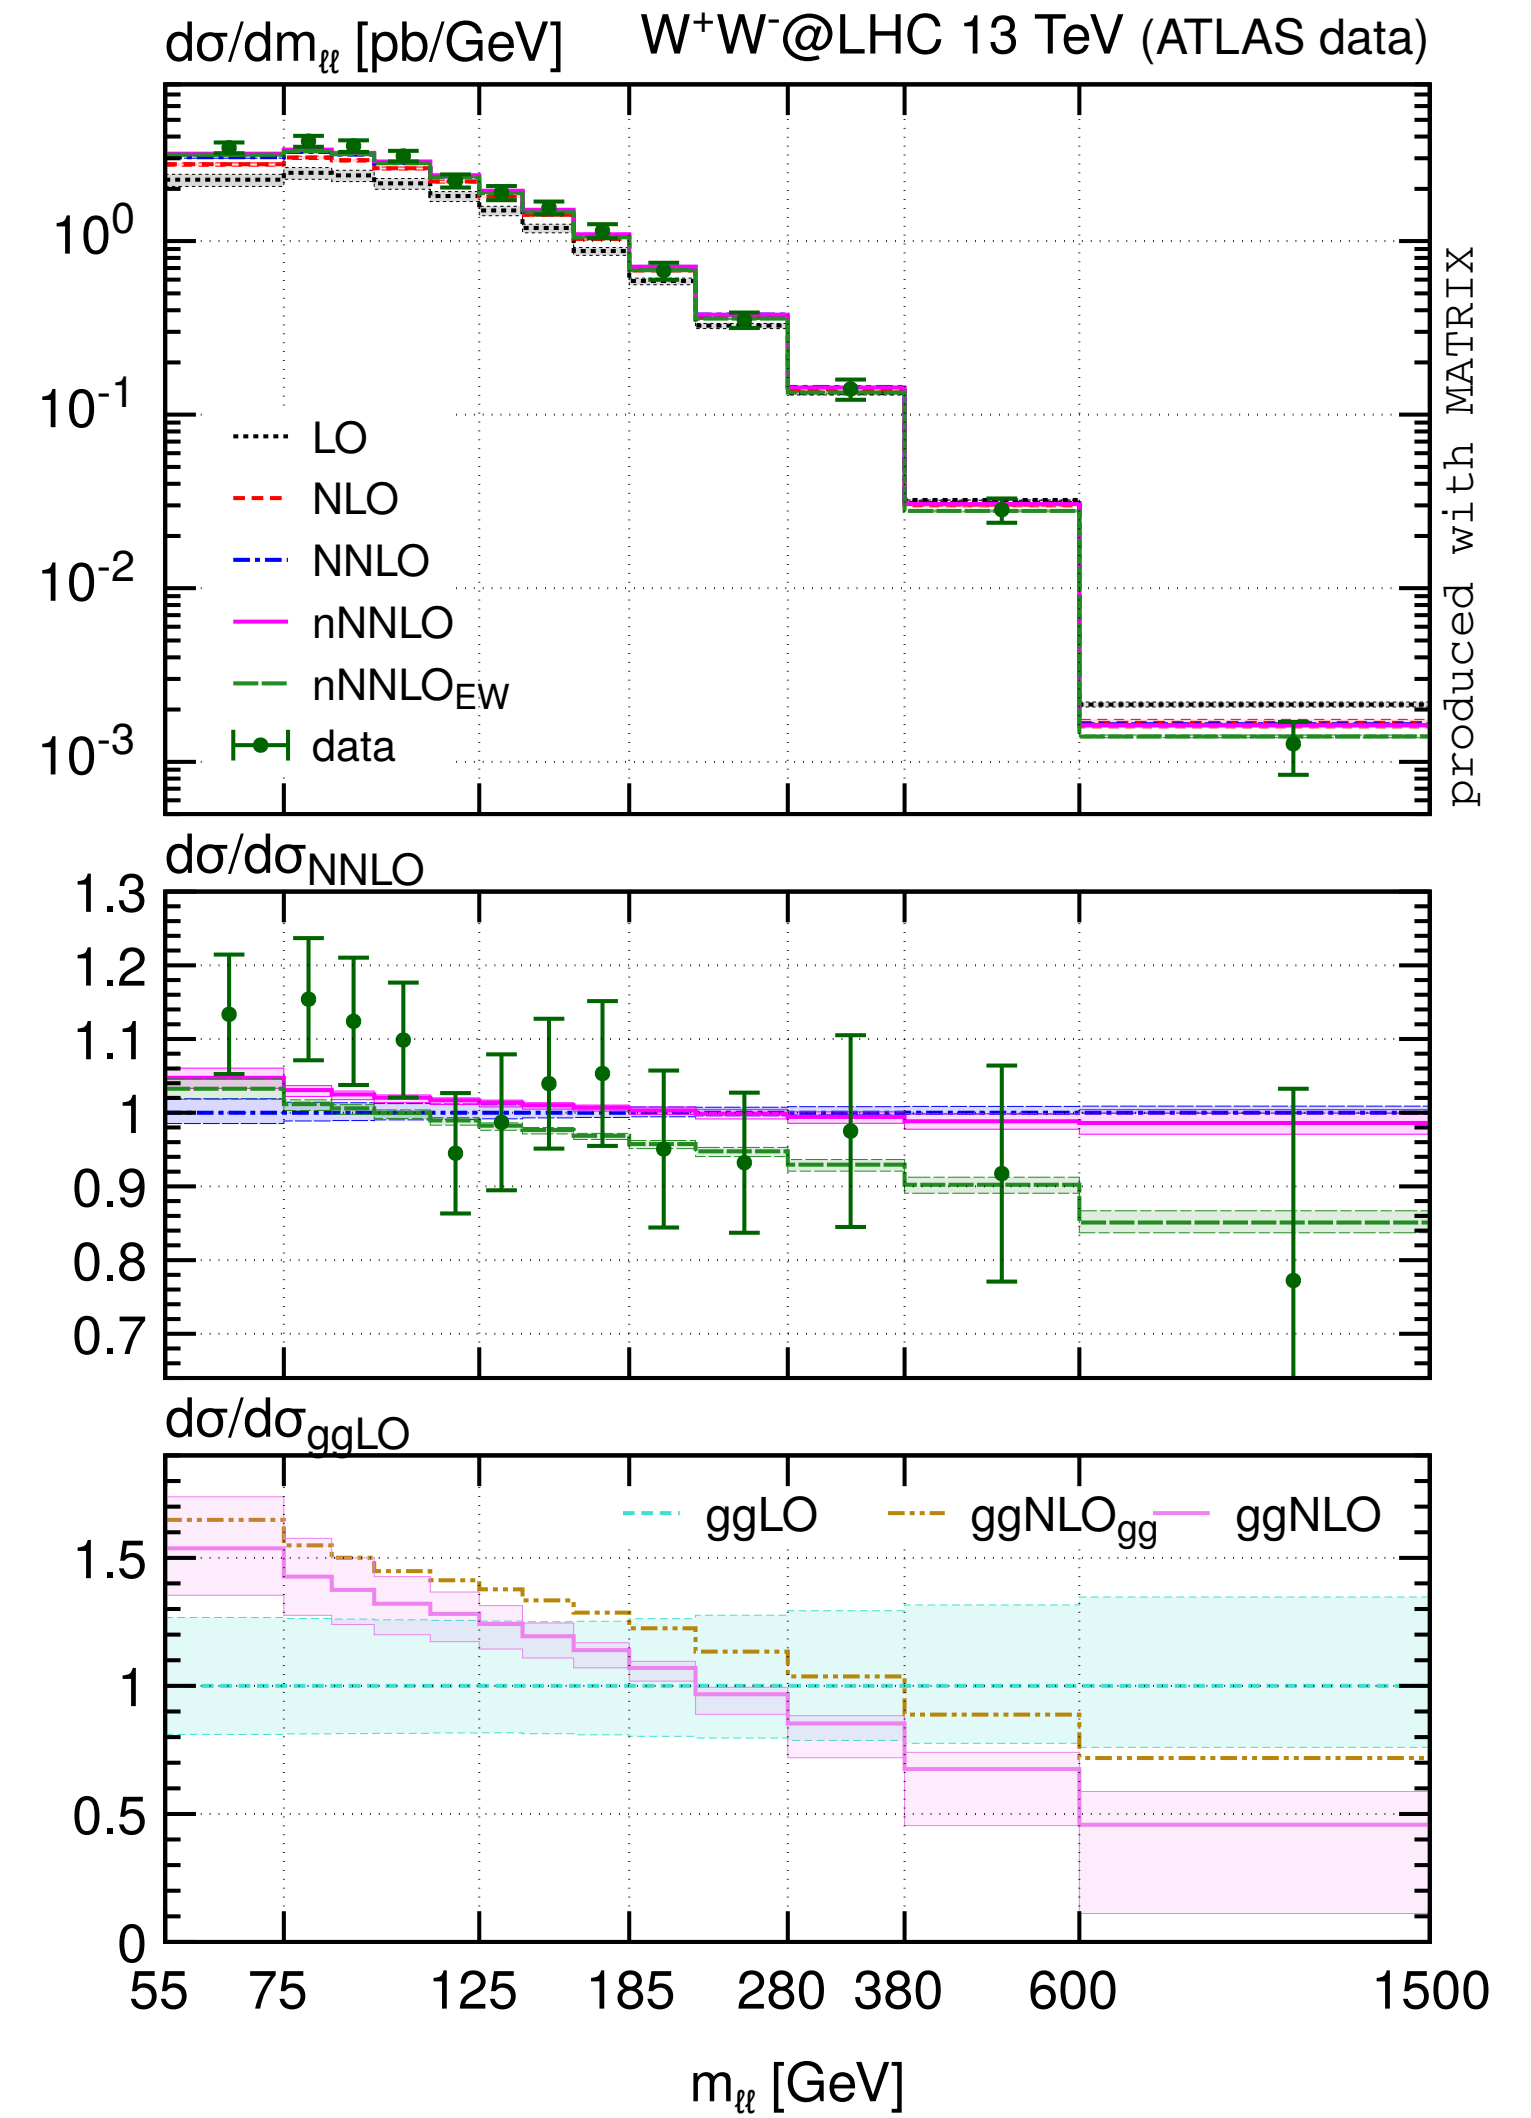 dσ/dmℓℓ [pb/GeV]
W⁺W⁻@LHC 13 TeV (ATLAS data)
10⁰
10⁻¹
10⁻²
10⁻³
LO
NLO
NNLO
nNNLO
nNNLO_EW
data
produced with MATRIX
dσ/dσ_NNLO
1.3
1.2
1.1
1
0.9
0.8
0.7
dσ/dσ_ggLO
ggLO
ggNLO_gg
ggNLO
1.5
1
0.5
0
55 75 125 185 280 380 600 1500
mℓℓ [GeV]